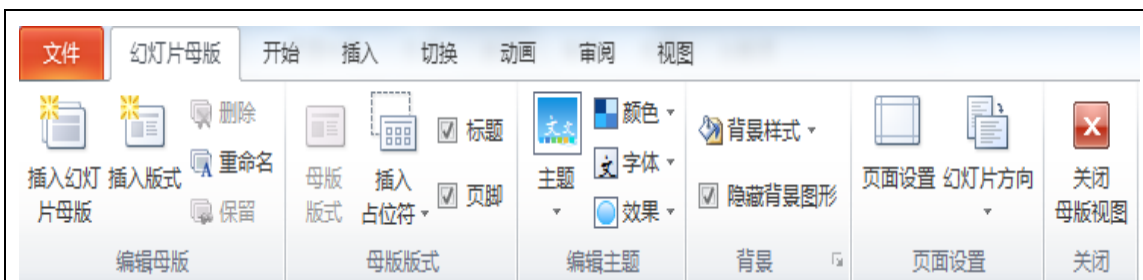 文件 幻灯片母版 开始 插入 切换 动画 审阅 视图
插入幻灯片母版 插入版式 删除 重命名 保留
编辑母版
母版版式 插入占位符 标题 页脚
母版版式
主题 文文 颜色 文 字体 效果
编辑主题
背景样式 隐藏背景图形
背景
页面设置 幻灯片方向
页面设置
关闭母版视图
关闭